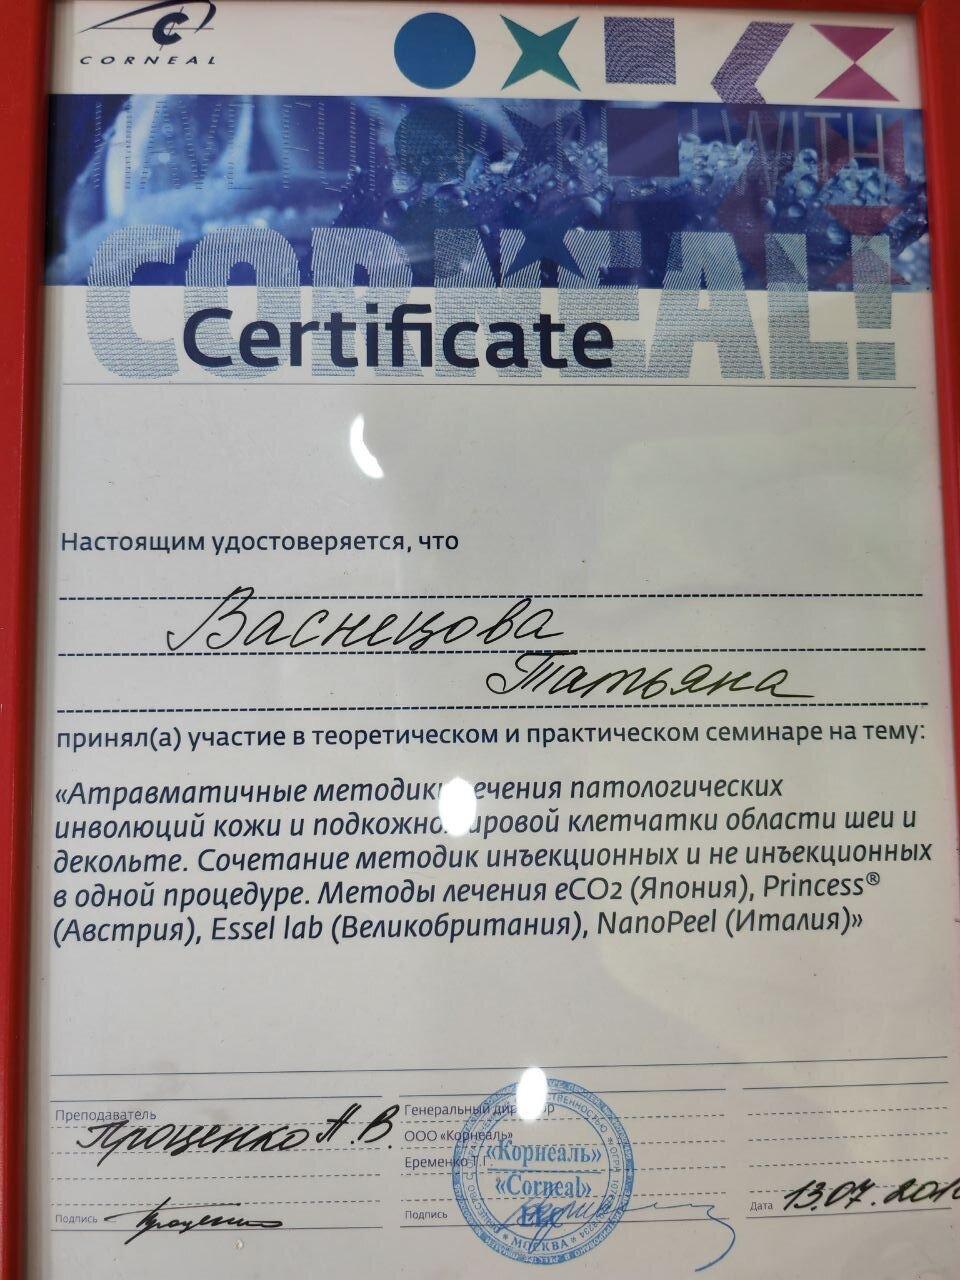 CORNEAL
WITH
CORNEAL!
Certificate
Настоящим удостоверяется, что
Васнецова
Татьяна
принял(а) участие в теоретическом и практическом семинаре на тему:
«Атравматичные методики лечения патологических
инволюций кожи и подкожно-жировой клетчатки области шеи и
декольте. Сочетание методик инъекционных и не инъекционных
в одной процедуре. Методы лечения eCO2 (Япония), Princess®
(Австрия), Essel lab (Великобритания), NanoPeel (Италия)»
Преподаватель
Проценко А.В.
Подпись
Генеральный директор
ООО «Корнеаль»
Еременко Т.Г.
Подпись
«Корнеаль»
«Corneal»
LLC
МОСКВА
Дата 13.07.